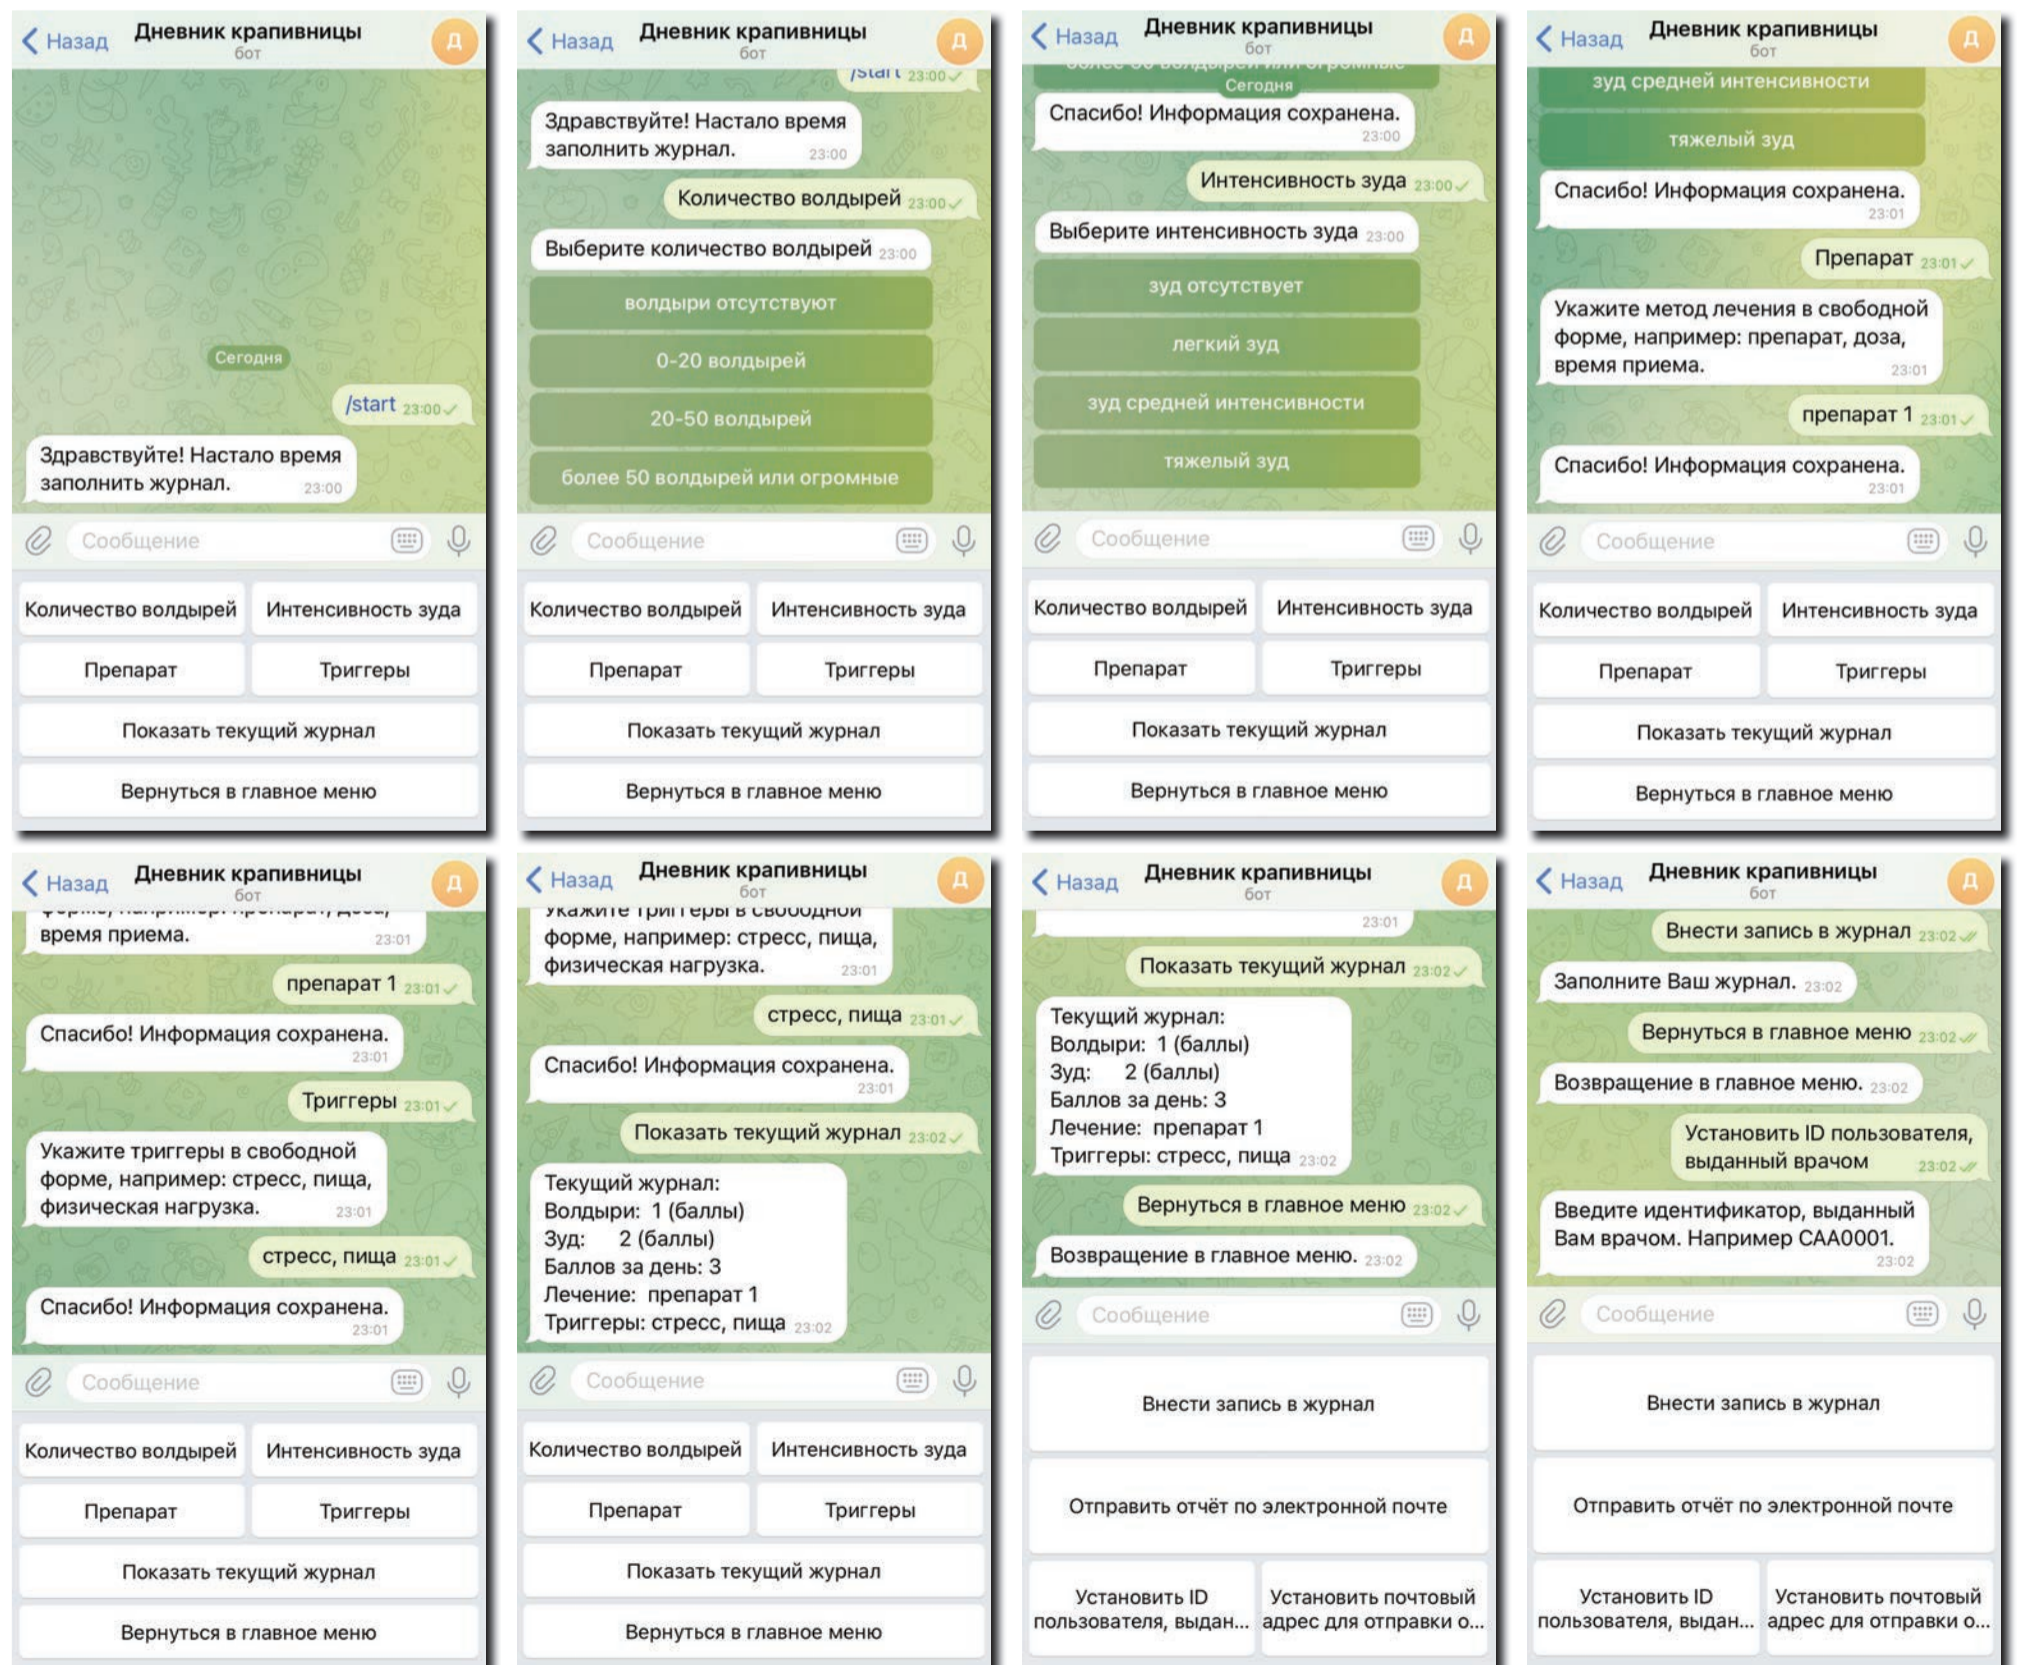 Назад
Дневник крапивницы
бот
Д
Сегодня
/start 23:00
Здравствуйте! Настало время
заполнить журнал. 23:00
Сообщение
Количество волдырей
Интенсивность зуда
Препарат
Триггеры
Показать текущий журнал
Вернуться в главное меню
Назад
Дневник крапивницы
бот
Д
/start 23:00
Здравствуйте! Настало время
заполнить журнал. 23:00
Количество волдырей 23:00
Выберите количество волдырей 23:00
волдыри отсутствуют
0-20 волдырей
20-50 волдырей
более 50 волдырей или огромные
Сообщение
Количество волдырей
Интенсивность зуда
Препарат
Триггеры
Показать текущий журнал
Вернуться в главное меню
Назад
Дневник крапивницы
бот
Д
более 50 волдырей или огромные
Сегодня
Спасибо! Информация сохранена.
23:00
Интенсивность зуда 23:00
Выберите интенсивность зуда 23:00
зуд отсутствует
легкий зуд
зуд средней интенсивности
тяжелый зуд
Сообщение
Количество волдырей
Интенсивность зуда
Препарат
Триггеры
Показать текущий журнал
Вернуться в главное меню
Назад
Дневник крапивницы
бот
Д
зуд средней интенсивности
тяжелый зуд
Спасибо! Информация сохранена.
23:01
Препарат 23:01
Укажите метод лечения в свободной
форме, например: препарат, доза,
время приема. 23:01
препарат 1 23:01
Спасибо! Информация сохранена.
23:01
Сообщение
Количество волдырей
Интенсивность зуда
Препарат
Триггеры
Показать текущий журнал
Вернуться в главное меню
Назад
Дневник крапивницы
бот
Д
форме, например: препарат, доза,
время приема. 23:01
препарат 1 23:01
Спасибо! Информация сохранена.
23:01
Триггеры 23:01
Укажите триггеры в свободной
форме, например: стресс, пища,
физическая нагрузка. 23:01
стресс, пища 23:01
Спасибо! Информация сохранена.
23:01
Сообщение
Количество волдырей
Интенсивность зуда
Препарат
Триггеры
Показать текущий журнал
Вернуться в главное меню
Назад
Дневник крапивницы
бот
Д
Укажите триггеры в свободной
форме, например: стресс, пища,
физическая нагрузка. 23:01
стресс, пища 23:01
Спасибо! Информация сохранена.
23:01
Показать текущий журнал 23:02
Текущий журнал:
Волдыри: 1 (баллы)
Зуд: 2 (баллы)
Баллов за день: 3
Лечение: препарат 1
Триггеры: стресс, пища 23:02
Сообщение
Количество волдырей
Интенсивность зуда
Препарат
Триггеры
Показать текущий журнал
Вернуться в главное меню
Назад
Дневник крапивницы
бот
Д
23:01
Показать текущий журнал 23:02
Текущий журнал:
Волдыри: 1 (баллы)
Зуд: 2 (баллы)
Баллов за день: 3
Лечение: препарат 1
Триггеры: стресс, пища 23:02
Вернуться в главное меню 23:02
Возвращение в главное меню. 23:02
Сообщение
Внести запись в журнал
Отправить отчёт по электронной почте
Установить ID
пользователя, выдан...
Установить почтовый
адрес для отправки о...
Назад
Дневник крапивницы
бот
Д
Внести запись в журнал 23:02
Заполните Ваш журнал. 23:02
Вернуться в главное меню 23:02
Возвращение в главное меню. 23:02
Установить ID пользователя,
выданный врачом 23:02
Введите идентификатор, выданный
Вам врачом. Например САА0001.
23:02
Сообщение
Внести запись в журнал
Отправить отчёт по электронной почте
Установить ID
пользователя, выдан...
Установить почтовый
адрес для отправки о...